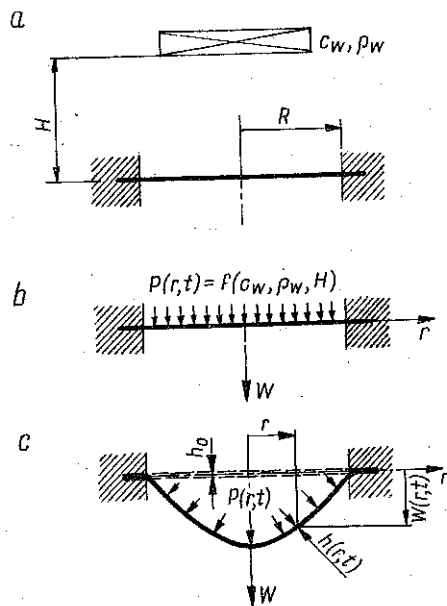 a
c_w, ρ_w
H
R
b
p(r,t) = f(c_w, ρ_w, H)
r
W
c
h_0
r
r
p(r,t)
W(r,t)
h(r,t)
W